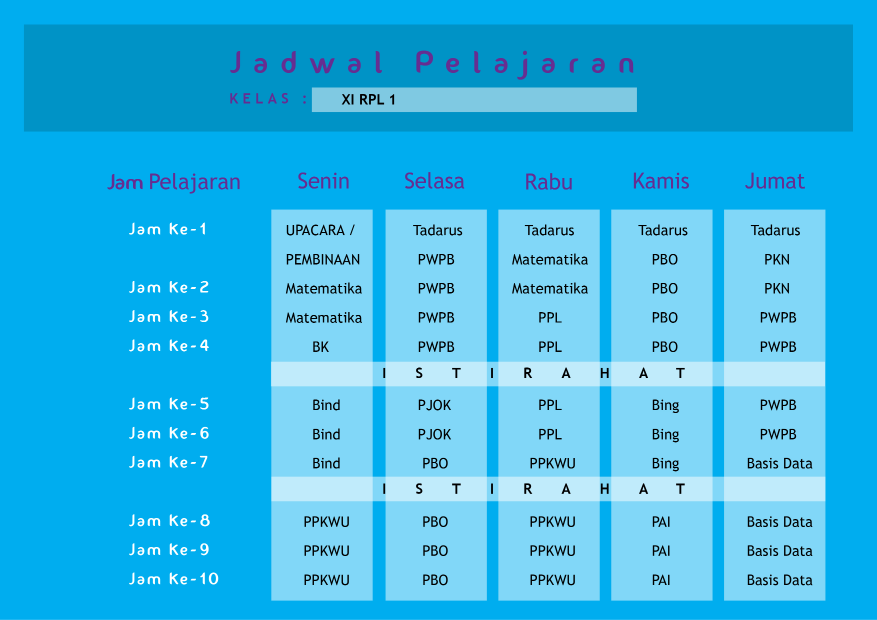 Jadwal Pelajaran
KELAS : XI RPL 1
Jam Pelajaran Senin Selasa Rabu Kamis Jumat
Jam Ke-1 UPACARA / Tadarus Tadarus Tadarus Tadarus
PEMBINAAN PWPB Matematika PBO PKN
Jam Ke-2 Matematika PWPB Matematika PBO PKN
Jam Ke-3 Matematika PWPB PPL PBO PWPB
Jam Ke-4 BK PWPB PPL PBO PWPB
I S T I R A H A T
Jam Ke-5 Bind PJOK PPL Bing PWPB
Jam Ke-6 Bind PJOK PPL Bing PWPB
Jam Ke-7 Bind PBO PPKWU Bing Basis Data
I S T I R A H A T
Jam Ke-8 PPKWU PBO PPKWU PAI Basis Data
Jam Ke-9 PPKWU PBO PPKWU PAI Basis Data
Jam Ke-10 PPKWU PBO PPKWU PAI Basis Data